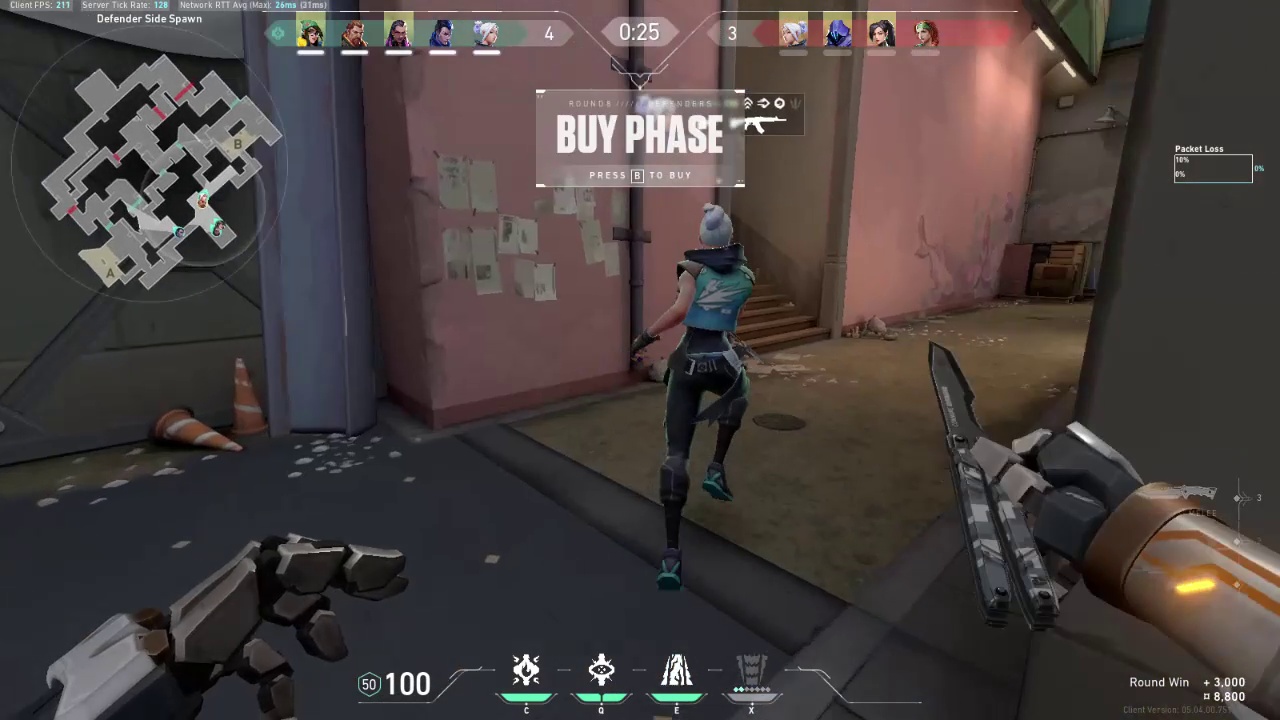 Client FPS: 211 Server Tick Rate: 128 Network RTT Avg (Max): 26ms (31ms)
Defender Side Spawn
4
0:25
3
BUY PHASE
PRESS B TO BUY
Packet Loss
10%
0%
0%
B
A
3
50
100
C
Q
E
X
Round Win + 3,000
¤ 8,800